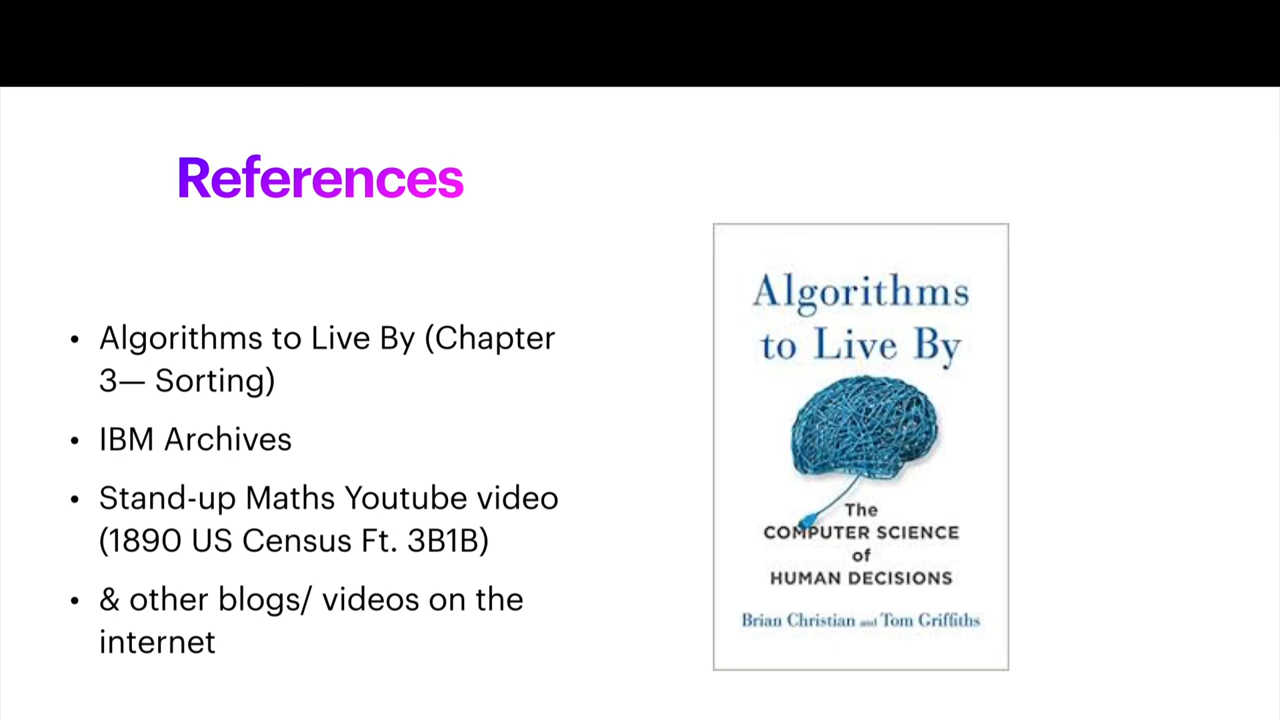 References
• Algorithms to Live By (Chapter
3— Sorting)
• IBM Archives
• Stand-up Maths Youtube video
(1890 US Census Ft. 3B1B)
• & other blogs/ videos on the
internet
Algorithms
to Live By
The
COMPUTER SCIENCE
of
HUMAN DECISIONS
Brian Christian and Tom Griffiths